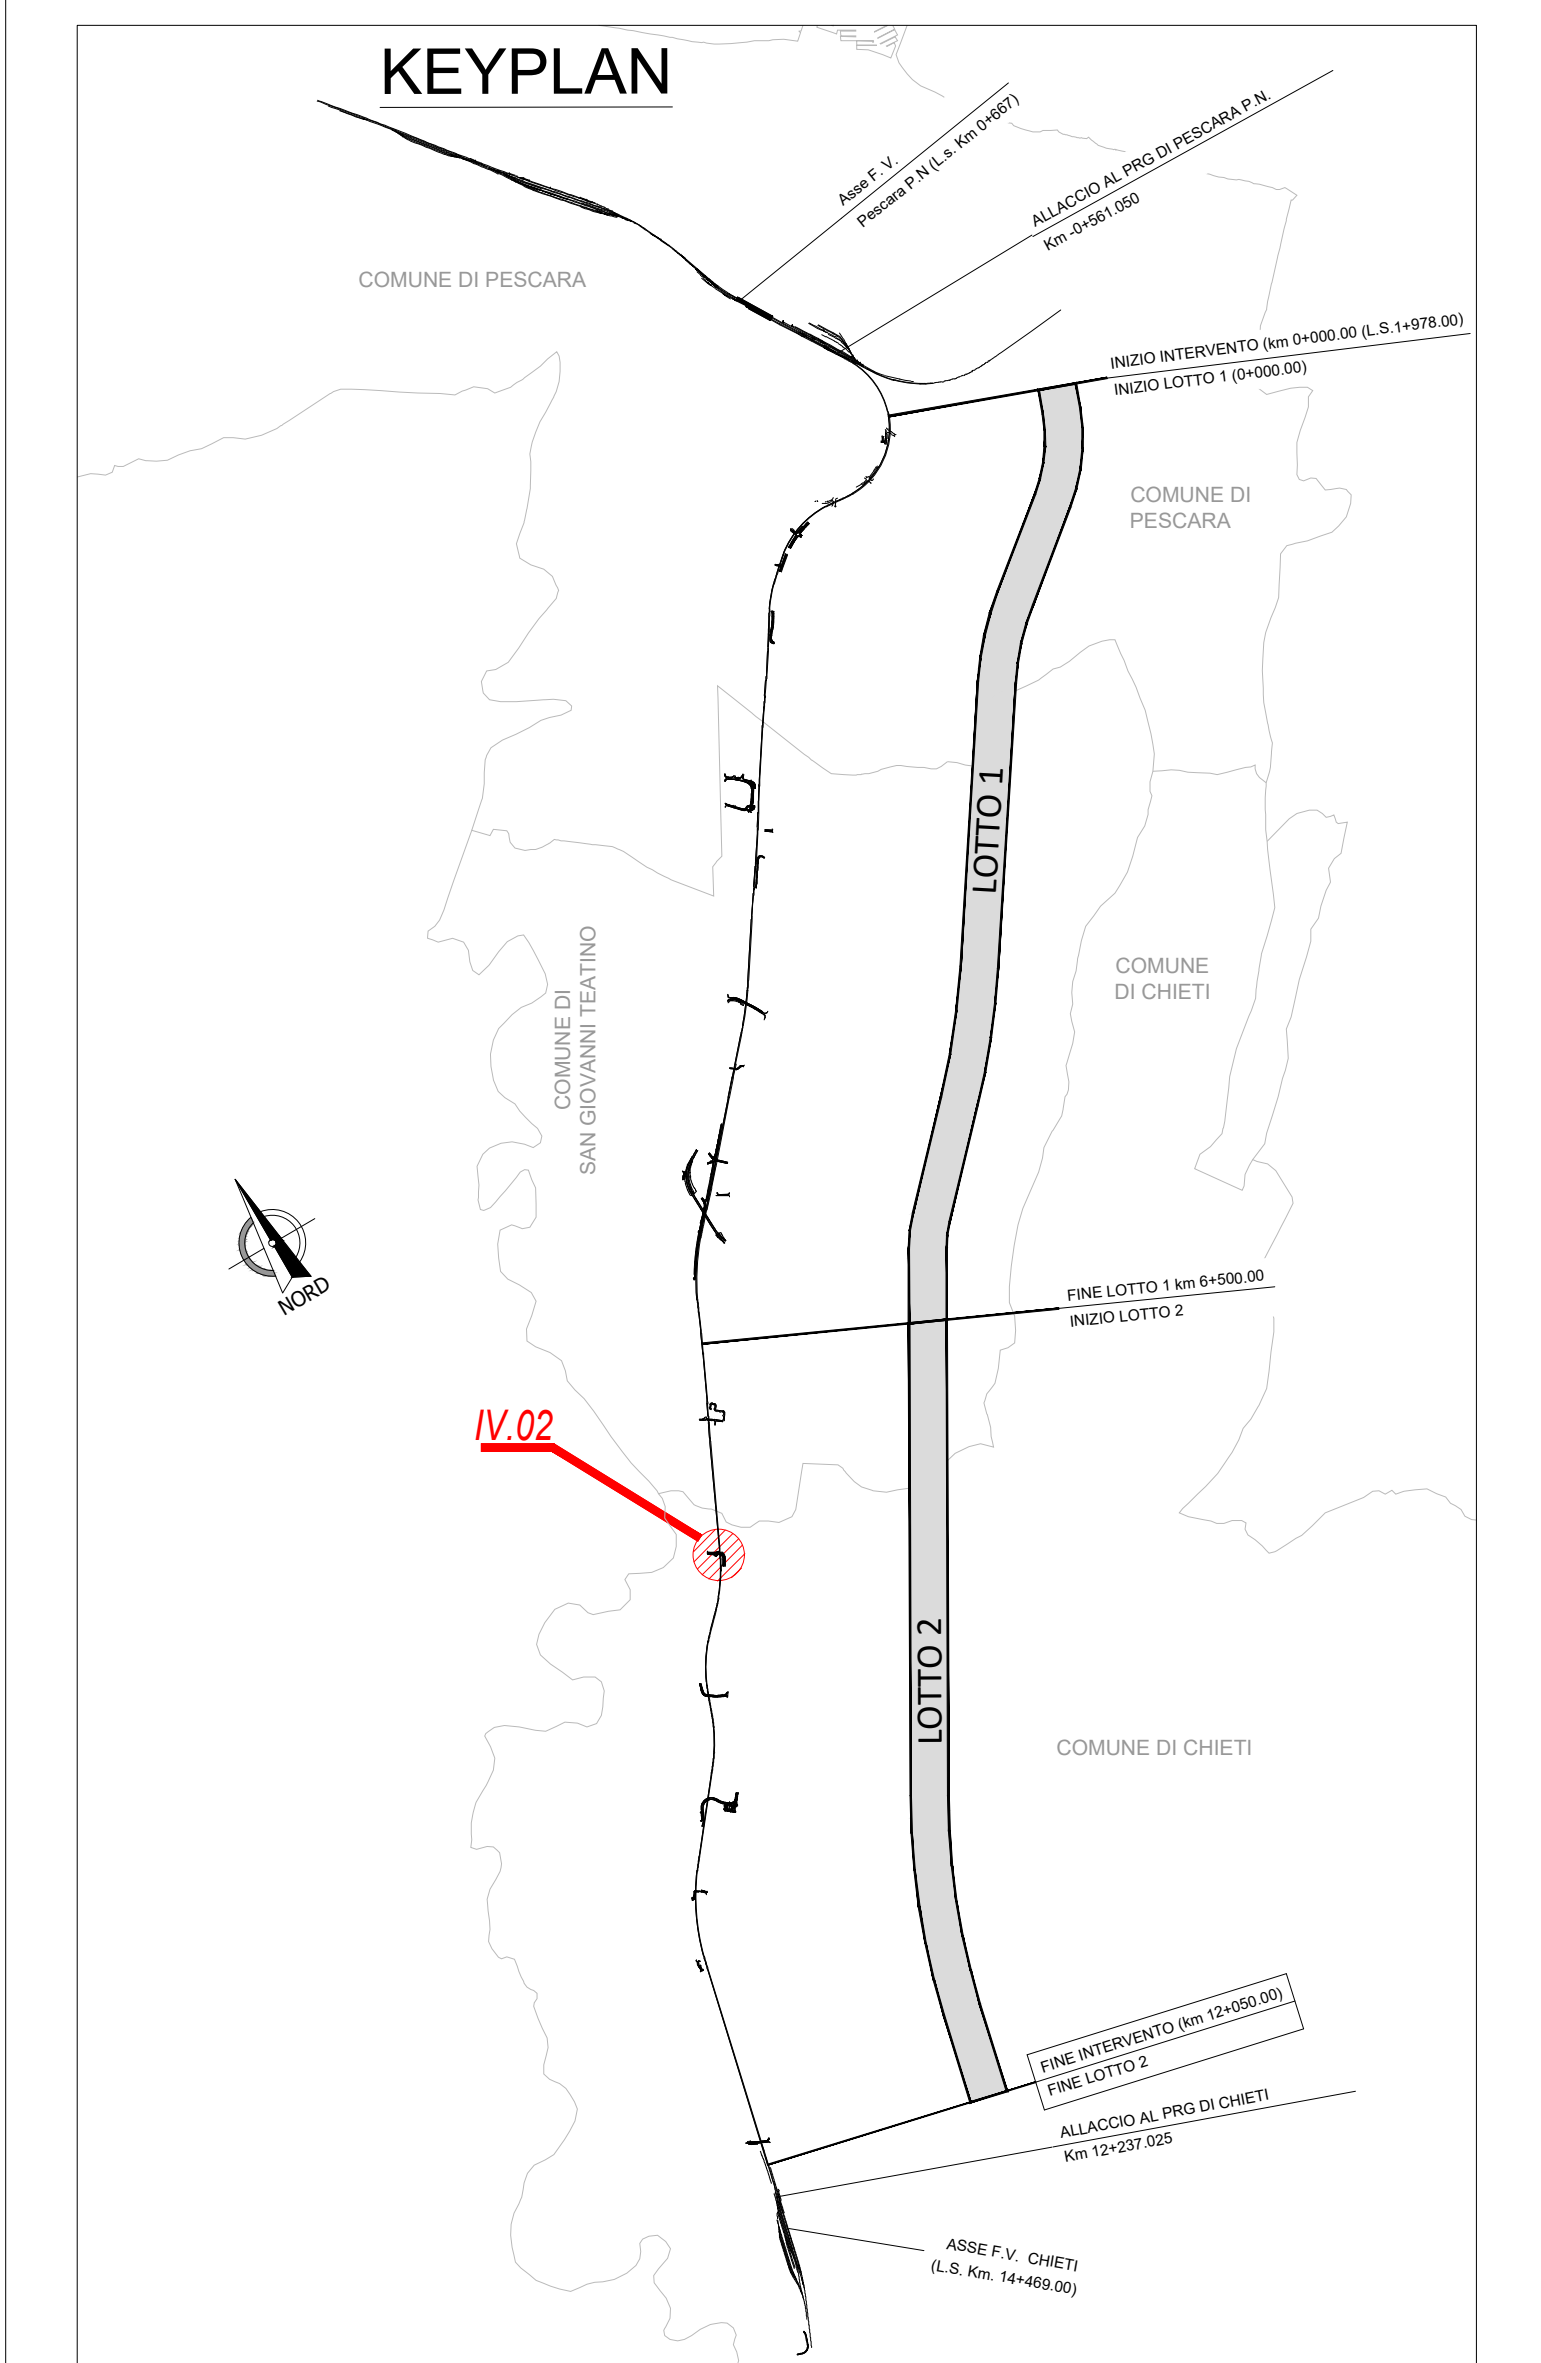 KEYPLAN
Asse F. V.
Pescara P.N (L.s. Km 0+667)
ALLACCIO AL PRG DI PESCARA P.N.
Km -0+561.050
COMUNE DI PESCARA
INIZIO INTERVENTO (km 0+000.00 (L.S.1+978.00)
INIZIO LOTTO 1 (0+000.00)
COMUNE DI
PESCARA
LOTTO 1
COMUNE DI
SAN GIOVANNI TEATINO
COMUNE
DI CHIETI
NORD
FINE LOTTO 1 km 6+500.00
INIZIO LOTTO 2
IV.02
LOTTO 2
COMUNE DI CHIETI
FINE INTERVENTO (km 12+050.00)
FINE LOTTO 2
ALLACCIO AL PRG DI CHIETI
Km 12+237.025
ASSE F.V. CHIETI
(L.S. Km. 14+469.00)